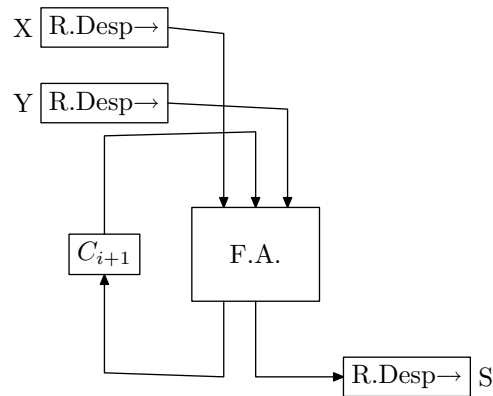 X R.Desp→
Y R.Desp→
C_{i+1}
F.A.
R.Desp→ S